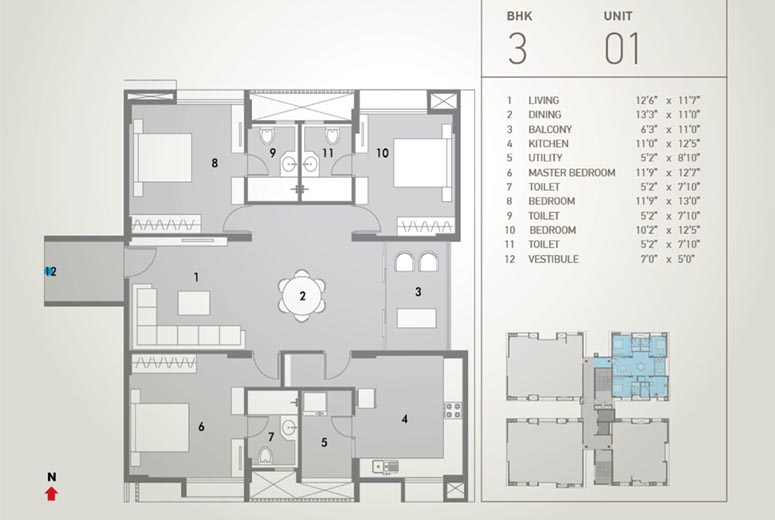 BHK UNIT
3 01
1 LIVING 12'6" x 11'7"
2 DINING 13'3" x 11'0"
3 BALCONY 6'3" x 11'0"
4 KITCHEN 11'0" x 12'5"
5 UTILITY 5'2" x 8'10"
6 MASTER BEDROOM 11'9" x 12'7"
7 TOILET 5'2" x 7'10"
8 BEDROOM 11'9" x 13'0"
9 TOILET 5'2" x 7'10"
10 BEDROOM 10'2" x 12'5"
11 TOILET 5'2" x 7'10"
12 VESTIBULE 7'0" x 5'0"
8
9
11
10
12
1
2
3
6
7
5
4
N